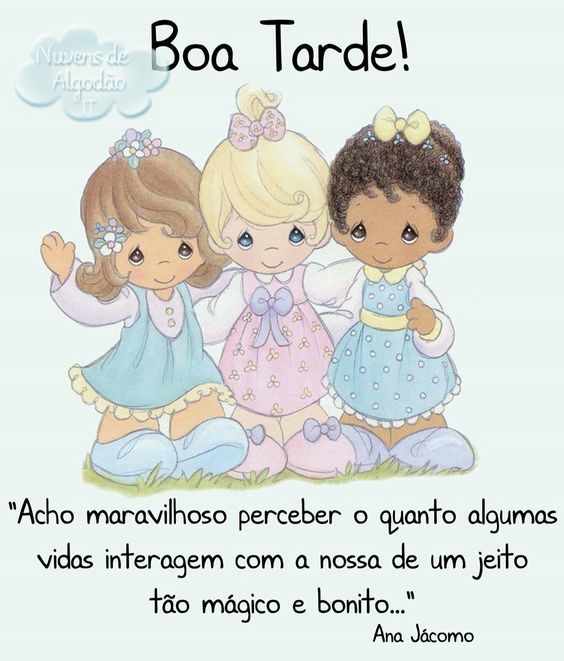 Boa Tarde!
Nuvens de
Algodão
JT
"Acho maravilhoso perceber o quanto algumas
vidas interagem com a nossa de um jeito
tão mágico e bonito..."
Ana Jácomo